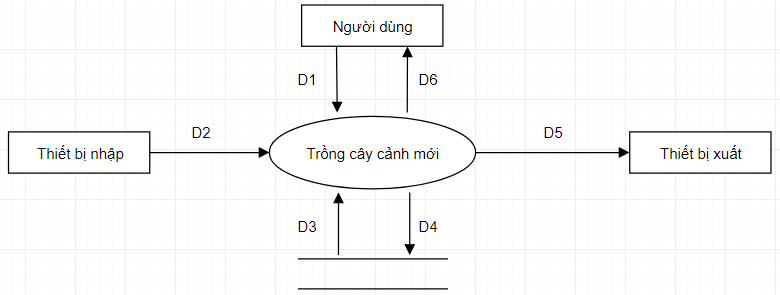 Người dùng
D1
D6
D2
D5
Thiết bị nhập
Trồng cây cảnh mới
Thiết bị xuất
D3
D4